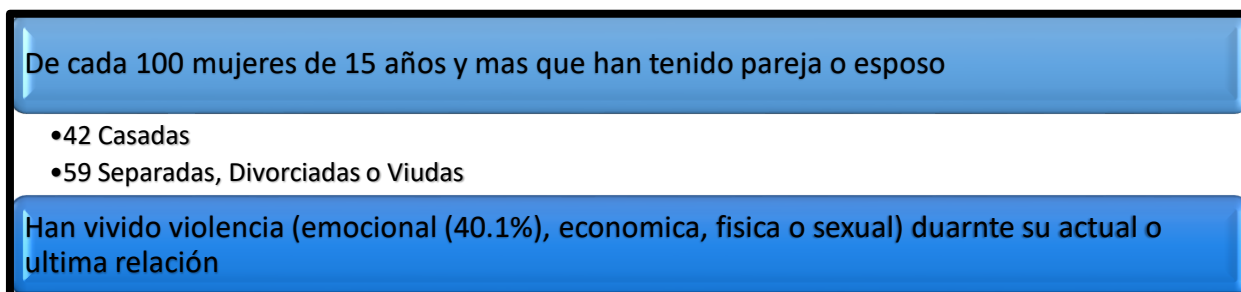 De cada 100 mujeres de 15 años y mas que han tenido pareja o esposo
•42 Casadas
•59 Separadas, Divorciadas o Viudas
Han vivido violencia (emocional (40.1%), economica, fisica o sexual) duarnte su actual o
ultima relación